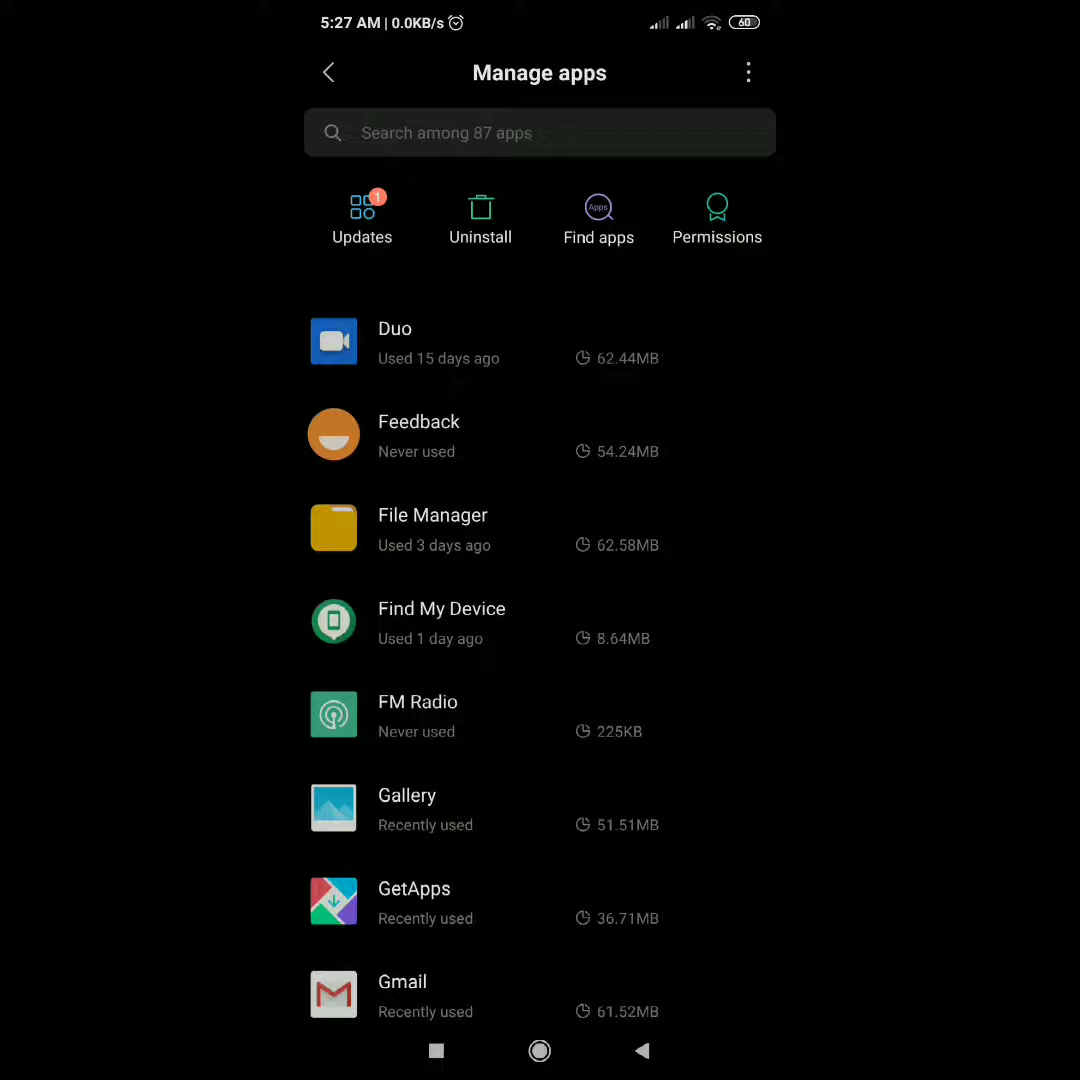 5:27 AM | 0.0KB/s 60
Manage apps
Search among 87 apps
1
Apps
Updates Uninstall Find apps Permissions
Duo
Used 15 days ago 62.44MB
Feedback
Never used 54.24MB
File Manager
Used 3 days ago 62.58MB
Find My Device
Used 1 day ago 8.64MB
FM Radio
Never used 225KB
Gallery
Recently used 51.51MB
GetApps
Recently used 36.71MB
Gmail
Recently used 61.52MB